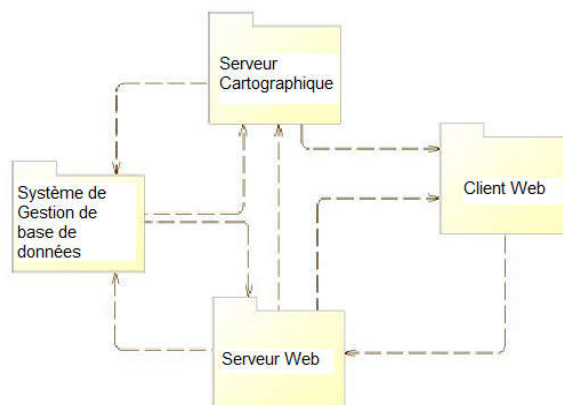 Serveur
Cartographique
Client Web
Système de
Gestion de
base de
données
Serveur Web